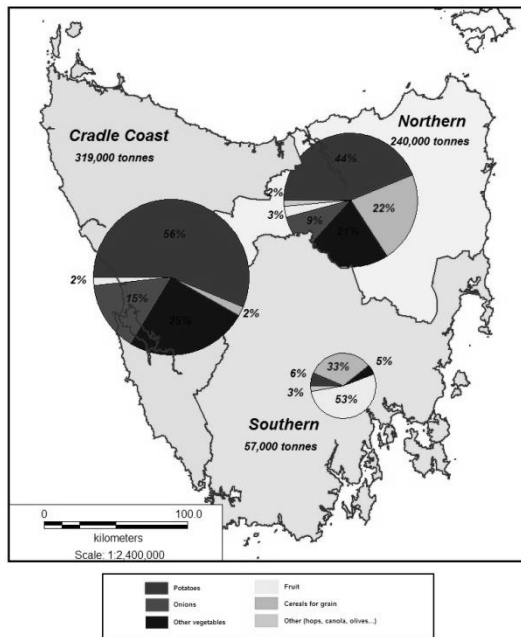 Northern
240,000 tonnes
Cradle Coast
319,000 tonnes
44%
2%
3%
22%
9%
21%
56%
2%
15%
25%
2%
33%
5%
6%
3%
53%
Southern
57,000 tonnes
0 100.0
kilometers
Scale: 1:2,400,000
Potatoes Fruit
Onions Cereals for grain
Other vegetables Other (hops, canola, olives...)